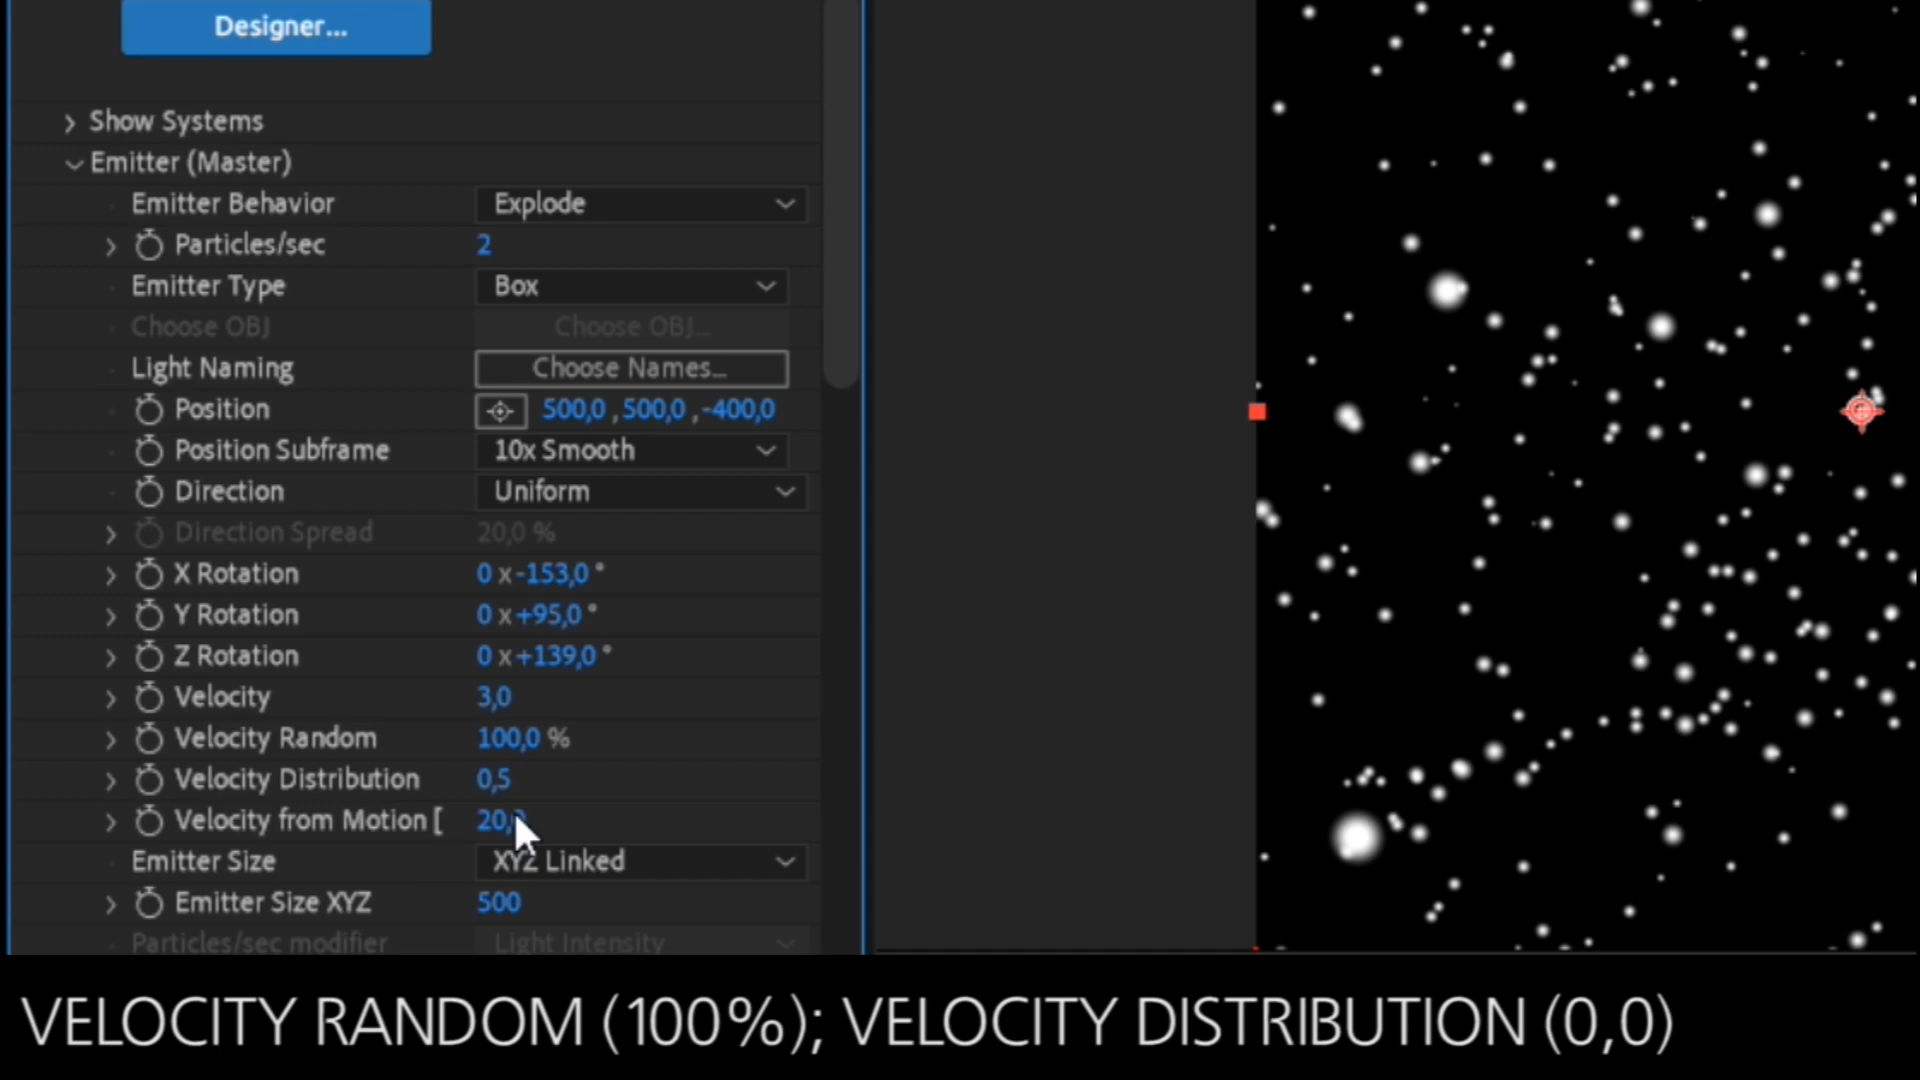 Designer...
Show Systems
Emitter (Master)
Emitter Behavior Explode
Particles/sec 2
Emitter Type Box
Choose OBJ Choose OBJ...
Light Naming Choose Names...
Position 500,0 , 500,0 , -400,0
Position Subframe 10x Smooth
Direction Uniform
Direction Spread 20,0 %
X Rotation 0 x -153,0 °
Y Rotation 0 x +95,0 °
Z Rotation 0 x +139,0 °
Velocity 3,0
Velocity Random 100,0 %
Velocity Distribution 0,5
Velocity from Motion [ 20,0
Emitter Size XYZ Linked
Emitter Size XYZ 500
Particles/sec modifier Light Intensity
VELOCITY RANDOM (100%); VELOCITY DISTRIBUTION (0,0)